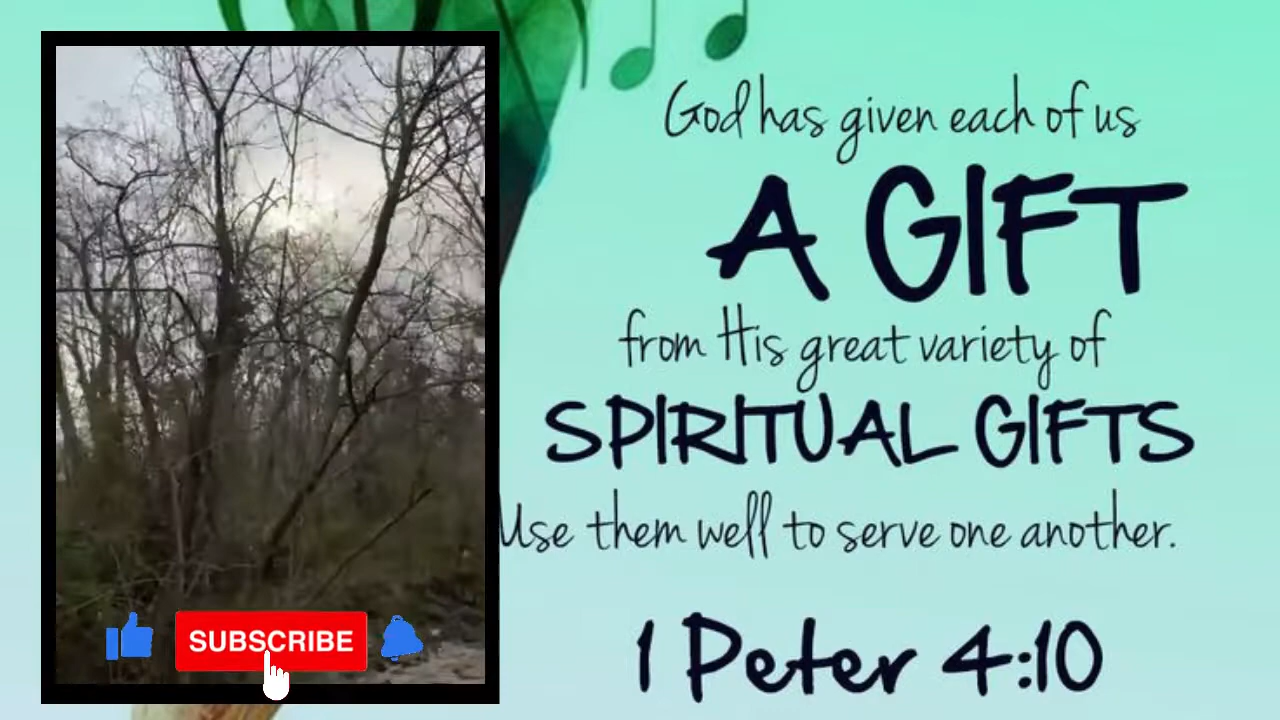 God has given each of us
A GIFT
from His great variety of
SPIRITUAL GIFTS
Use them well to serve one another.
1 Peter 4:10
SUBSCRIBE